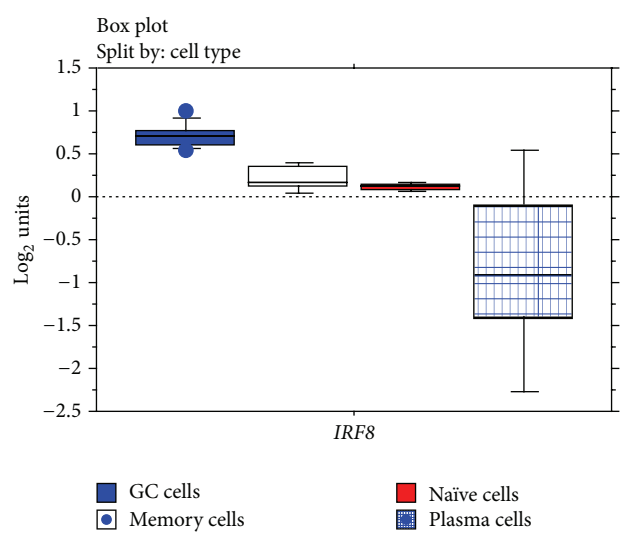 Box plot
Split by: cell type
1.5
1
0.5
0
−0.5
−1
−1.5
−2
−2.5
Log2 units
IRF8
GC cells
Naïve cells
Memory cells
Plasma cells